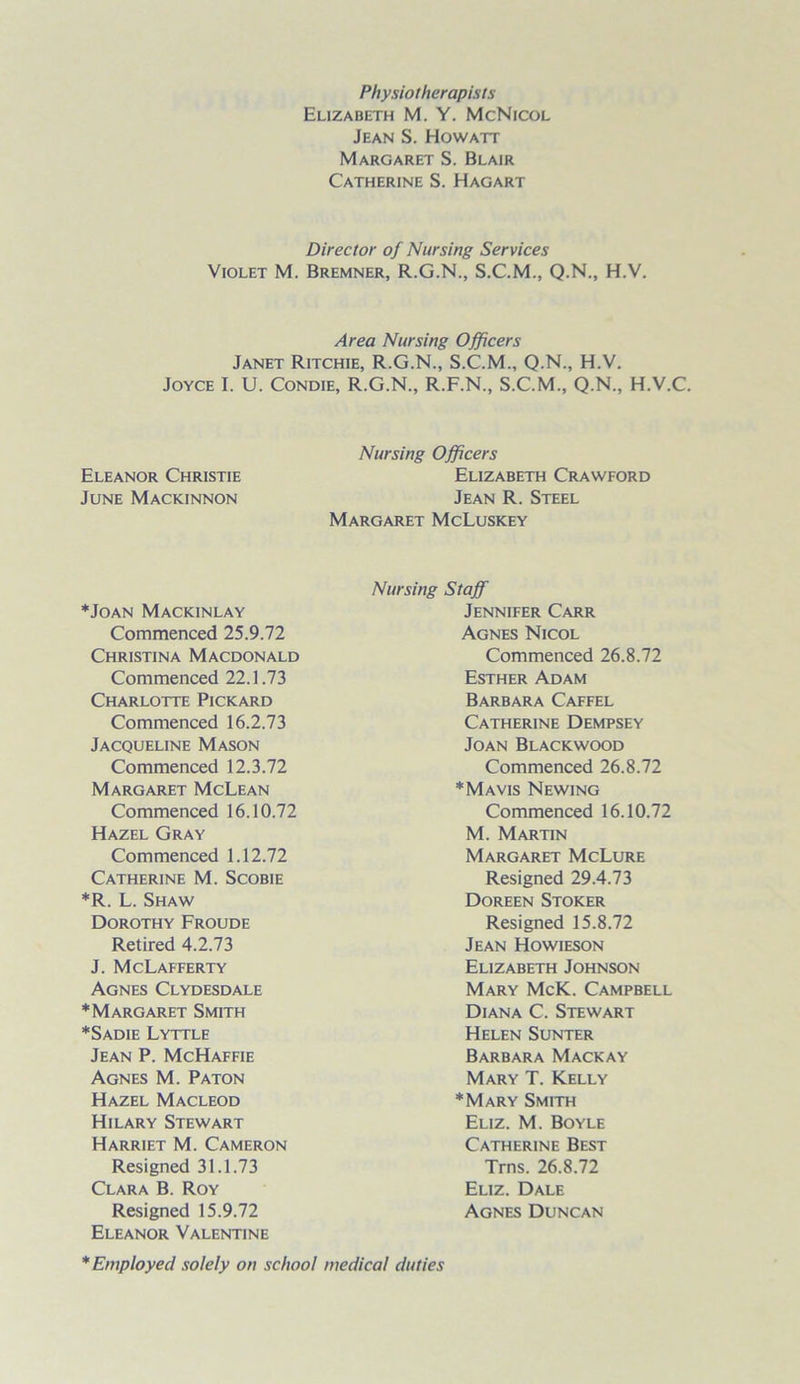 Physiotherapists
Elizabeth M. Y. McNicol
Jean S. Howatt
Margaret S. Blair
Catherine S. Hagart
Director of Nursing Services
Violet M. Bremner, R.G.N., S.C.M., Q.N., H.V.
Area Nursing Officers
Janet Ritchie, R.G.N., S.C.M., Q.N., H.V.
Joyce I. U. Condie, R.G.N., R.F.N., S.C.M., Q.N., H.V.C.
Nursing Officers
Eleanor Christie
June Mackinnon
Elizabeth Crawford
Jean R. Steel
Margaret McLuskey
Nursing Staff
*Joan Mackinlay
Commenced 25.9.72
Christina Macdonald
Commenced 22.1.73
Charlotte Pickard
Commenced 16.2.73
Jacqueline Mason
Commenced 12.3.72
Margaret McLean
Commenced 16.10.72
Hazel Gray
Commenced 1.12.72
Catherine M. Scobie
*R. L. Shaw
Dorothy Froude
Retired 4.2.73
J. McLafferty
Agnes Clydesdale
*Margaret Smith
*Sadie Lyttle
Jean P. McHaffie
Agnes M. Paton
Hazel Macleod
Hilary Stewart
Harriet M. Cameron
Resigned 31.1.73
Clara B. Roy
Resigned 15.9.72
Eleanor Valentine
Jennifer Carr
Agnes Nicol
Commenced 26.8.72
Esther Adam
Barbara Caffel
Catherine Dempsey
Joan Blackwood
Commenced 26.8.72
*Mavis Newing
Commenced 16.10.72
M. Martin
Margaret McLure
Resigned 29.4.73
Doreen Stoker
Resigned 15.8.72
Jean Howieson
Elizabeth Johnson
Mary McK. Campbell
Diana C. Stewart
Helen Sunter
Barbara Mackay
Mary T. Kelly
*Mary Smith
Eliz. M. Boyle
Catherine Best
Trns. 26.8.72
Eliz. Dale
Agnes Duncan
*Employed solely on school medical duties